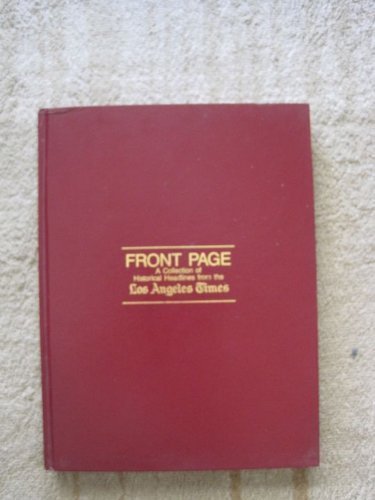 FRONT PAGE
A Collection of
Historical Headlines from the
Los Angeles Times